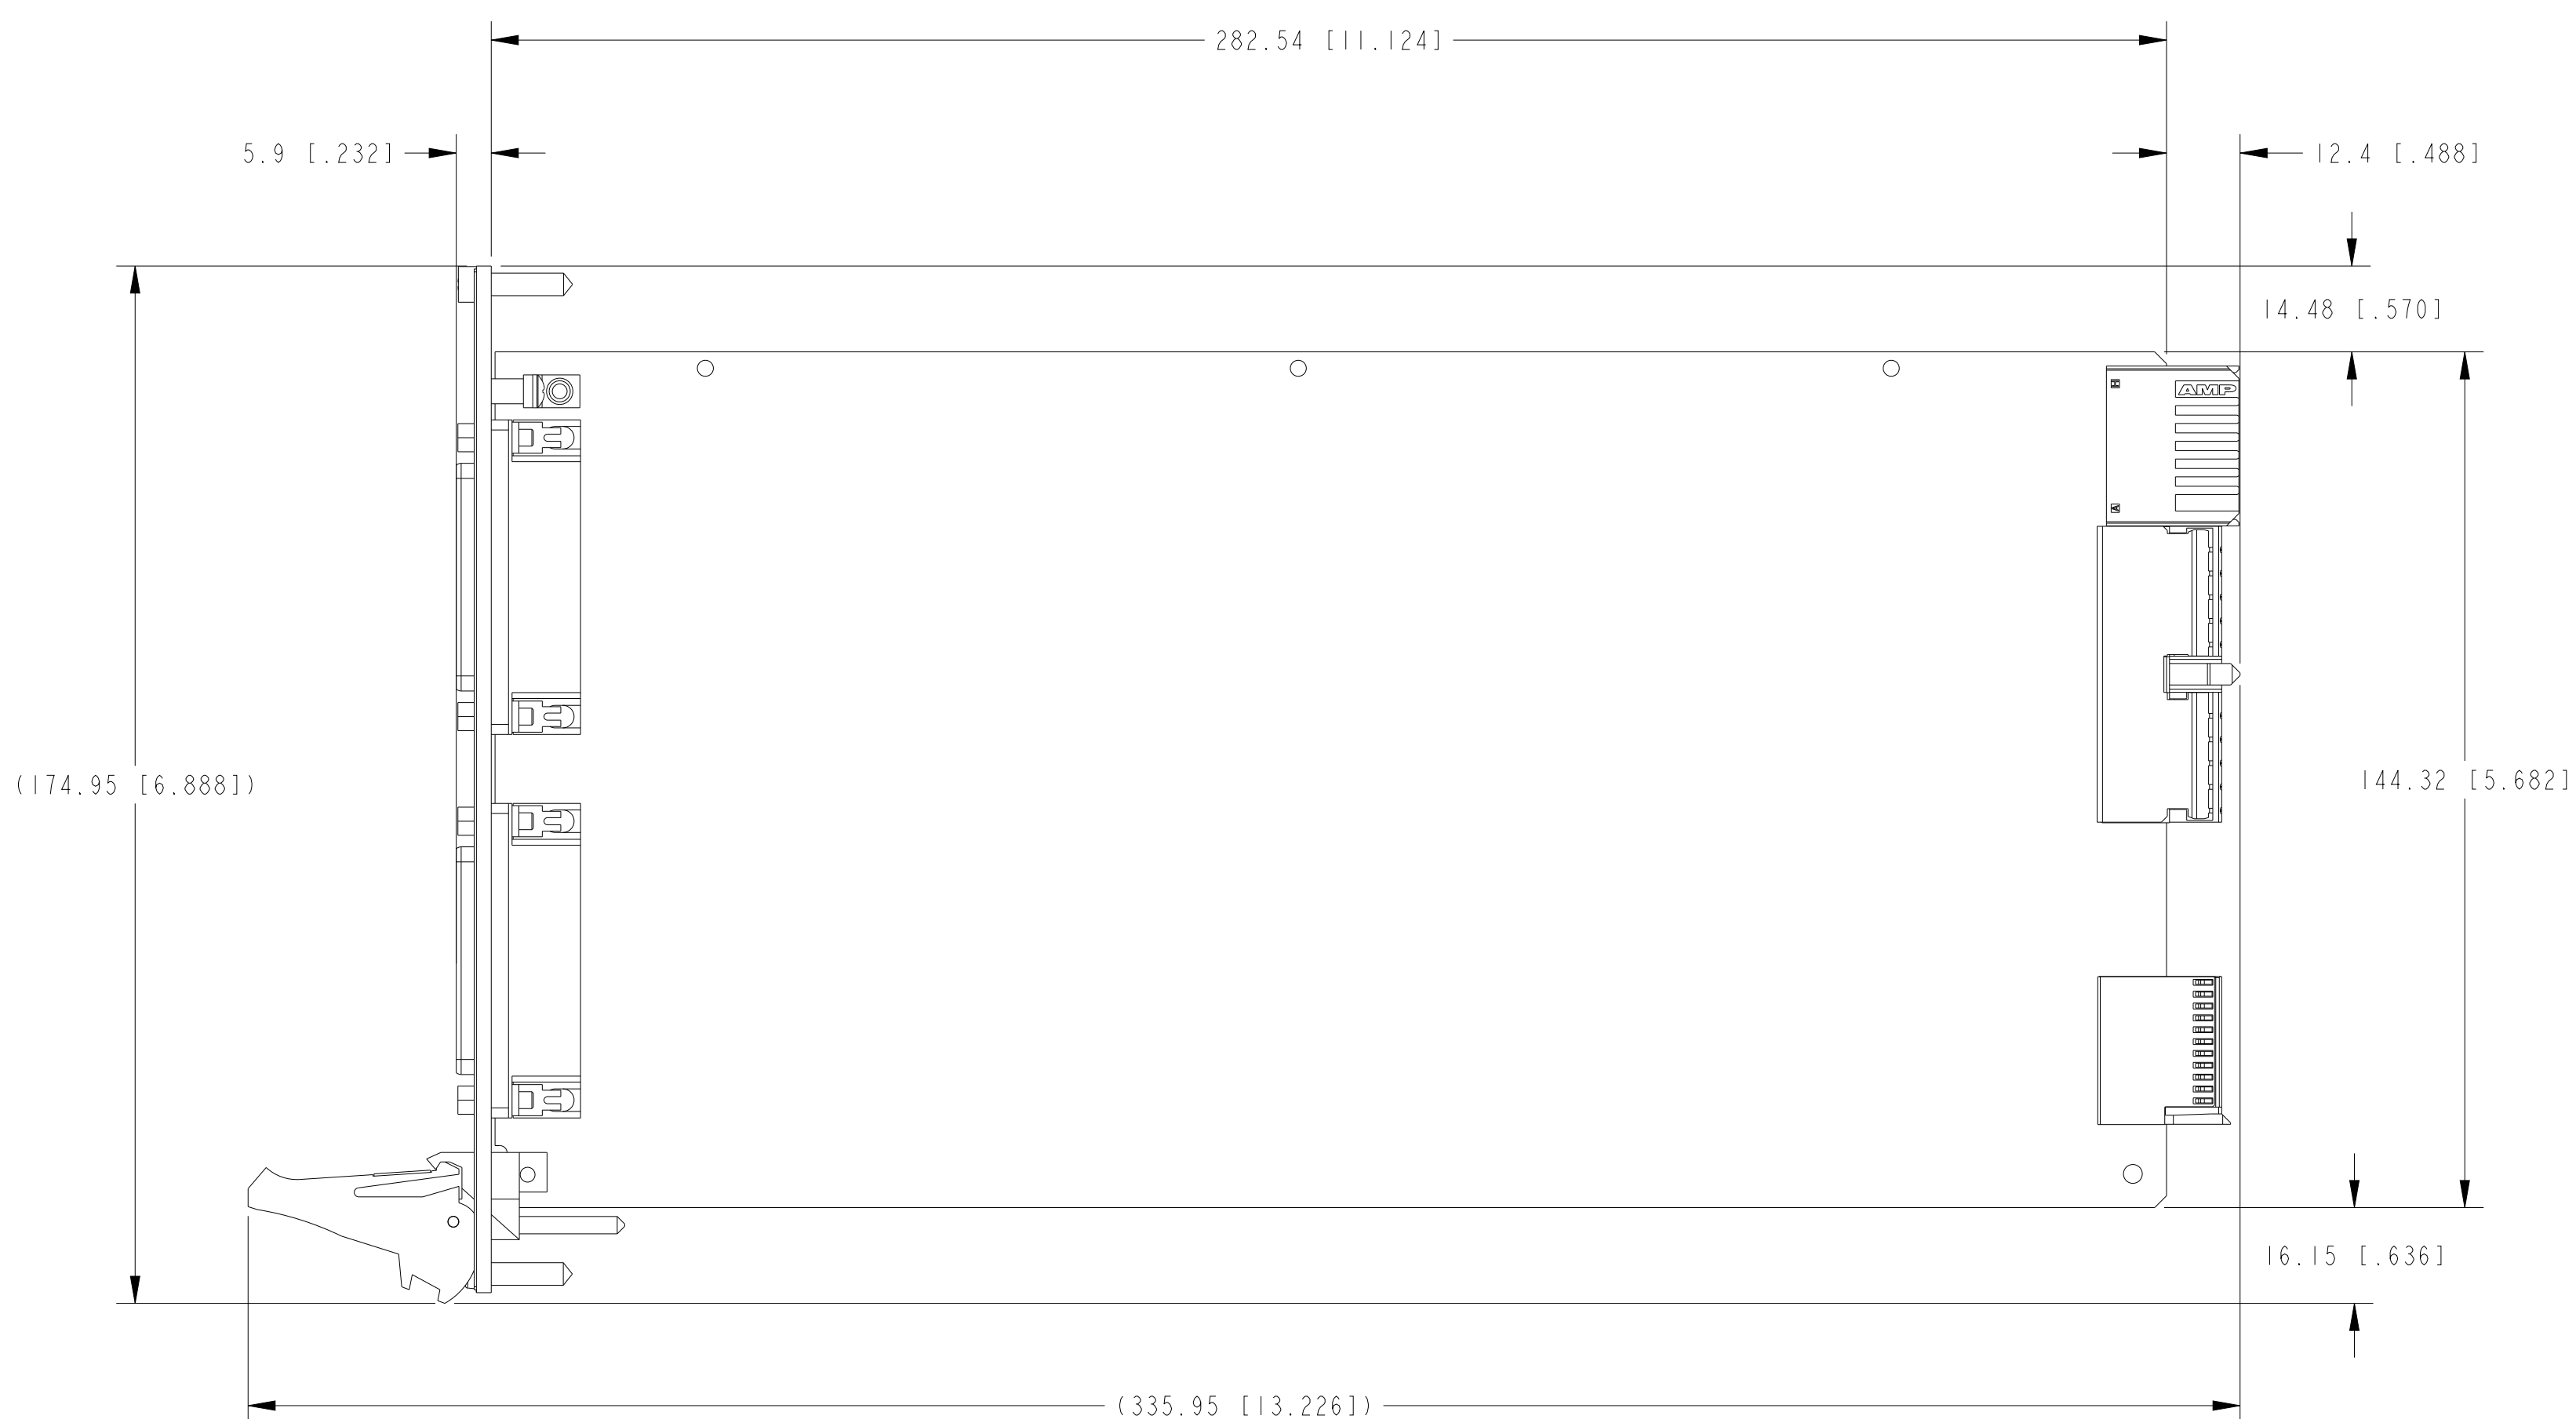 282.54 [11.124]
5.9 [.232]
12.4 [.488]
14.48 [.570]
H
AMP
A
(174.95 [6.888])
144.32 [5.682]
16.15 [.636]
(335.95 [13.226])